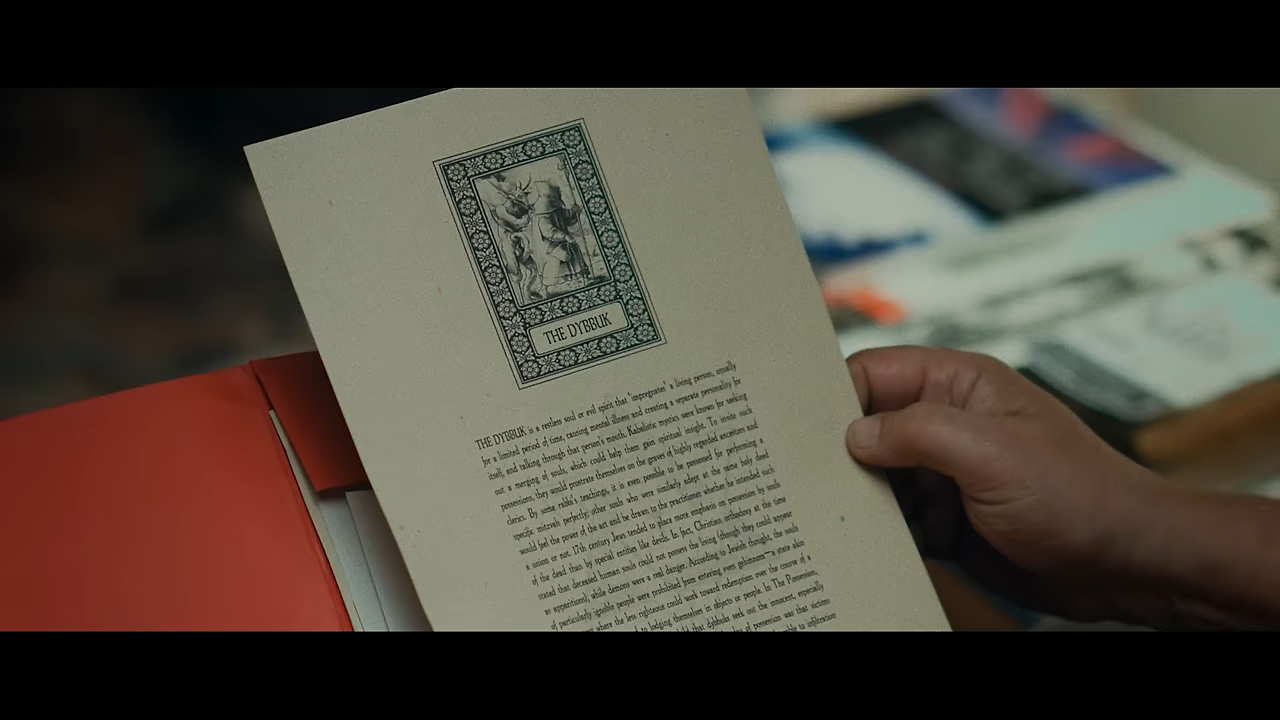 THE DYBBUK
THE DYBBUK is a restless soul or evil spirit that "impregnates" a living person, usually
for a limited period of time, causing mental illness and creating a separate personality for
itself, and talking through that person's mouth. Kabalistic mystics were known for seeking
out a merging of souls, which could help them gain spiritual insight. To invite such
possessions, they would prostrate themselves on the graves of highly regarded ancestors and
clerics. By some rabbi's teachings, it is even possible to be possessed for performing a
specific mitzvah perfectly; other souls who were similarly adept at the same holy deed
would feel the power of the act and be drawn to the practitioner whether he intended such
a union or not. 17th century Jews tended to place more emphasis on possession by souls
of the dead than by special entities like devils. In fact, Christian orthodoxy at the time
stated that deceased human souls could not possess the living (though they could appear
as apparitions), while demons were a real danger. According to Jewish thought, the souls
of particularly ignoble people were prohibited from entering even gehinnom—a state akin
where the less righteous could work toward redemption over the course of a
to lodging themselves in objects or people. In The Possession,
that dybbuks seek out the innocent, especially
of possession was that victims
to infiltration